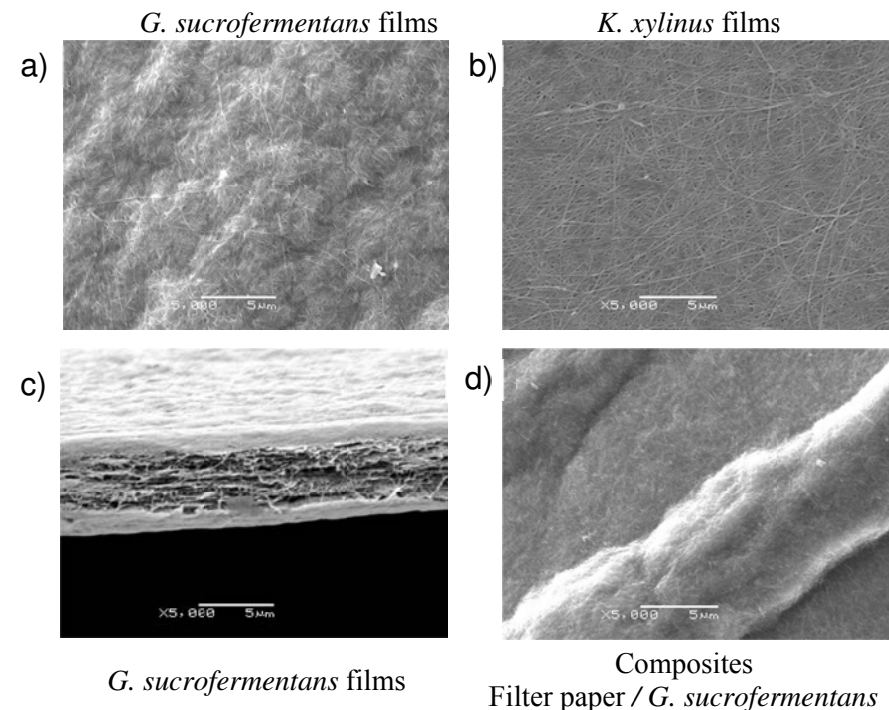 G. sucrofermentans films
K. xylinus films
a)
b)
X5,000 5µm
X5,000 5µm
c)
d)
X5,000 5µm
X5,000 5µm
G. sucrofermentans films
Composites
Filter paper / G. sucrofermentans